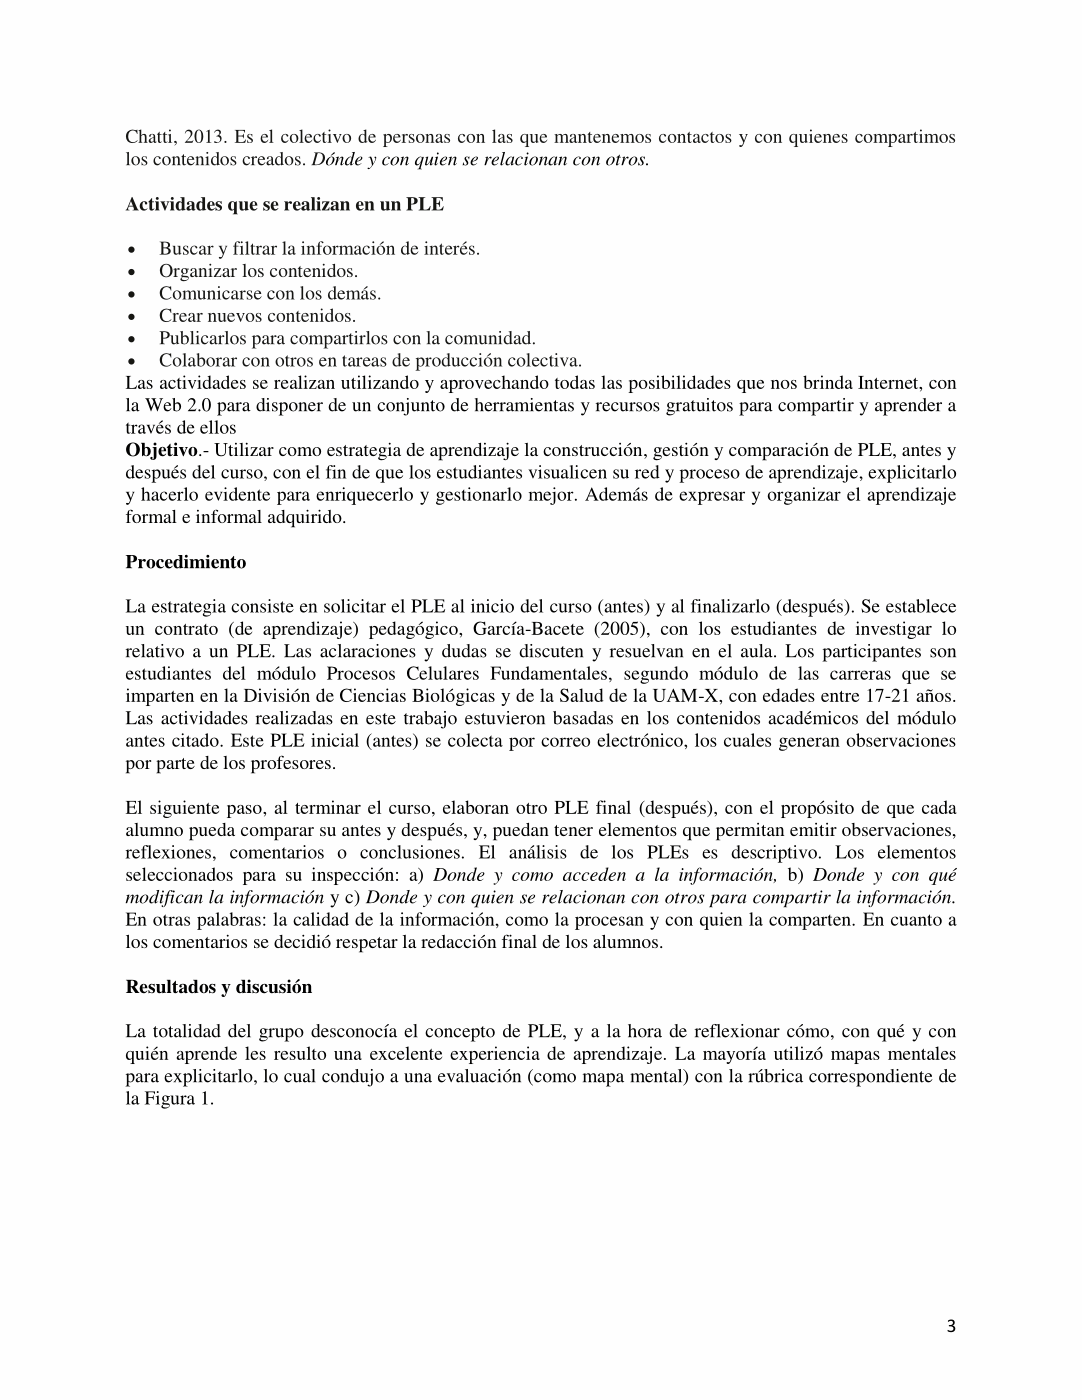 Chatti, 2013. Es el colectivo de personas con las que mantenemos contactos y con quienes compartimos
los contenidos creados. Dónde y con quien se relacionan con otros.
Actividades que se realizan en un PLE
• Buscar y filtrar la información de interés.
• Organizar los contenidos.
• Comunicarse con los demás.
• Crear nuevos contenidos.
• Publicarlos para compartirlos con la comunidad.
• Colaborar con otros en tareas de producción colectiva.
Las actividades se realizan utilizando y aprovechando todas las posibilidades que nos brinda Internet, con
la Web 2.0 para disponer de un conjunto de herramientas y recursos gratuitos para compartir y aprender a
través de ellos
Objetivo.- Utilizar como estrategia de aprendizaje la construcción, gestión y comparación de PLE, antes y
después del curso, con el fin de que los estudiantes visualicen su red y proceso de aprendizaje, explicitarlo
y hacerlo evidente para enriquecerlo y gestionarlo mejor. Además de expresar y organizar el aprendizaje
formal e informal adquirido.
Procedimiento
La estrategia consiste en solicitar el PLE al inicio del curso (antes) y al finalizarlo (después). Se establece
un contrato (de aprendizaje) pedagógico, García-Bacete (2005), con los estudiantes de investigar lo
relativo a un PLE. Las aclaraciones y dudas se discuten y resuelvan en el aula. Los participantes son
estudiantes del módulo Procesos Celulares Fundamentales, segundo módulo de las carreras que se
imparten en la División de Ciencias Biológicas y de la Salud de la UAM-X, con edades entre 17-21 años.
Las actividades realizadas en este trabajo estuvieron basadas en los contenidos académicos del módulo
antes citado. Este PLE inicial (antes) se colecta por correo electrónico, los cuales generan observaciones
por parte de los profesores.
El siguiente paso, al terminar el curso, elaboran otro PLE final (después), con el propósito de que cada
alumno pueda comparar su antes y después, y, puedan tener elementos que permitan emitir observaciones,
reflexiones, comentarios o conclusiones. El análisis de los PLEs es descriptivo. Los elementos
seleccionados para su inspección: a) Donde y como acceden a la información, b) Donde y con qué
modifican la información y c) Donde y con quien se relacionan con otros para compartir la información.
En otras palabras: la calidad de la información, como la procesan y con quien la comparten. En cuanto a
los comentarios se decidió respetar la redacción final de los alumnos.
Resultados y discusión
La totalidad del grupo desconocía el concepto de PLE, y a la hora de reflexionar cómo, con qué y con
quién aprende les resulto una excelente experiencia de aprendizaje. La mayoría utilizó mapas mentales
para explicitarlo, lo cual condujo a una evaluación (como mapa mental) con la rúbrica correspondiente de
la Figura 1.
3